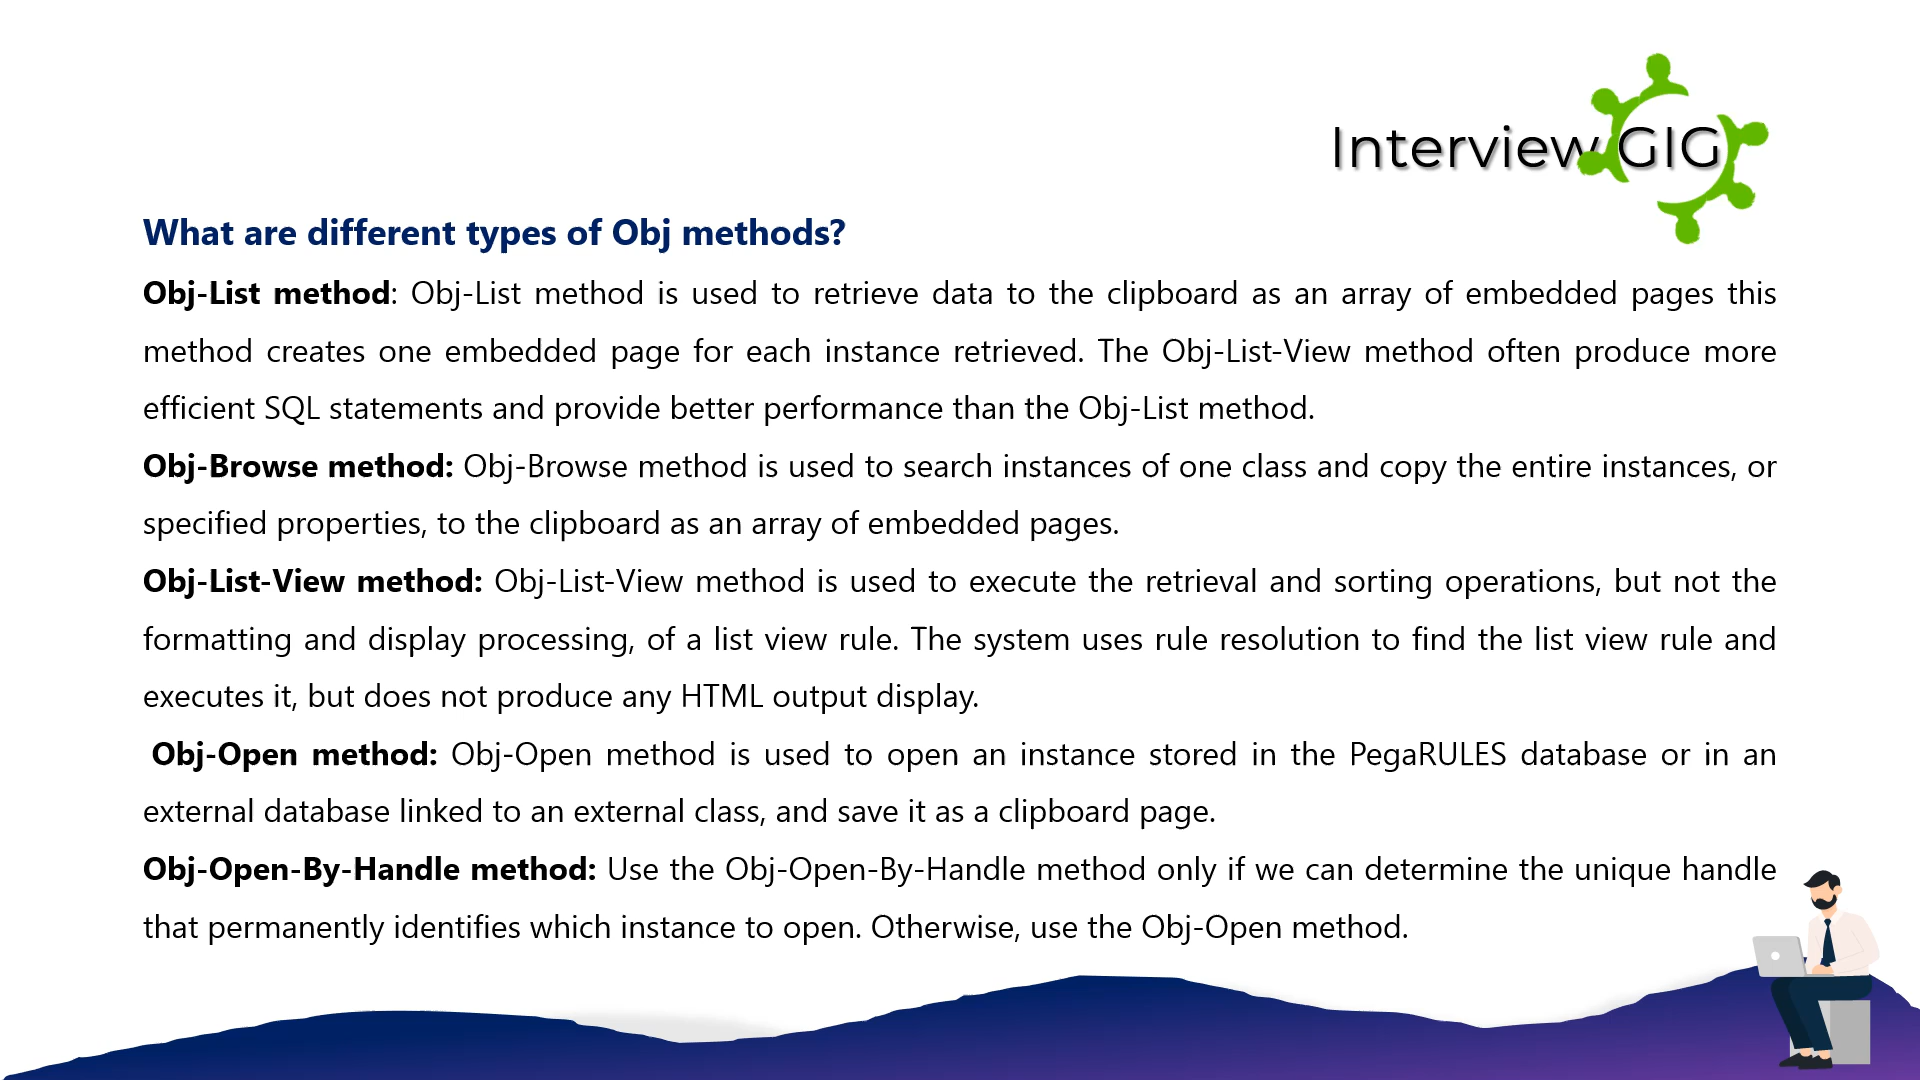 Interview GIG
What are different types of Obj methods?
Obj-List method: Obj-List method is used to retrieve data to the clipboard as an array of embedded pages this
method creates one embedded page for each instance retrieved. The Obj-List-View method often produce more
efficient SQL statements and provide better performance than the Obj-List method.
Obj-Browse method: Obj-Browse method is used to search instances of one class and copy the entire instances, or
specified properties, to the clipboard as an array of embedded pages.
Obj-List-View method: Obj-List-View method is used to execute the retrieval and sorting operations, but not the
formatting and display processing, of a list view rule. The system uses rule resolution to find the list view rule and
executes it, but does not produce any HTML output display.
Obj-Open method: Obj-Open method is used to open an instance stored in the PegaRULES database or in an
external database linked to an external class, and save it as a clipboard page.
Obj-Open-By-Handle method: Use the Obj-Open-By-Handle method only if we can determine the unique handle
that permanently identifies which instance to open. Otherwise, use the Obj-Open method.